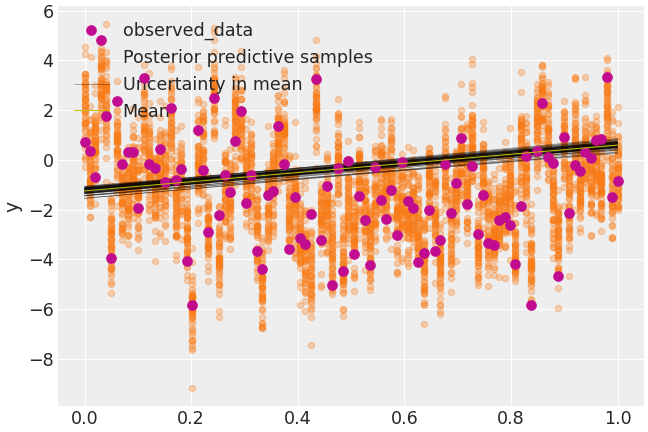 6
4
2
0
−2
−4
−6
−8
y
observed_data
Posterior predictive samples
Uncertainty in mean
Mean
0.0 0.2 0.4 0.6 0.8 1.0